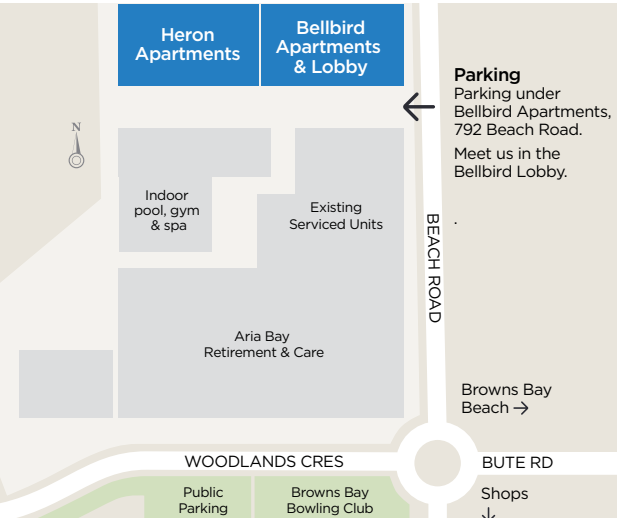 Heron
Apartments
Bellbird
Apartments
& Lobby
Parking
Parking under
Bellbird Apartments,
792 Beach Road.
Meet us in the
Bellbird Lobby.
.
N
Indoor
pool, gym
& spa
Existing
Serviced Units
BEACH ROAD
Aria Bay
Retirement & Care
Browns Bay
Beach →
WOODLANDS CRES
BUTE RD
Public
Parking
Browns Bay
Bowling Club
Shops
↓